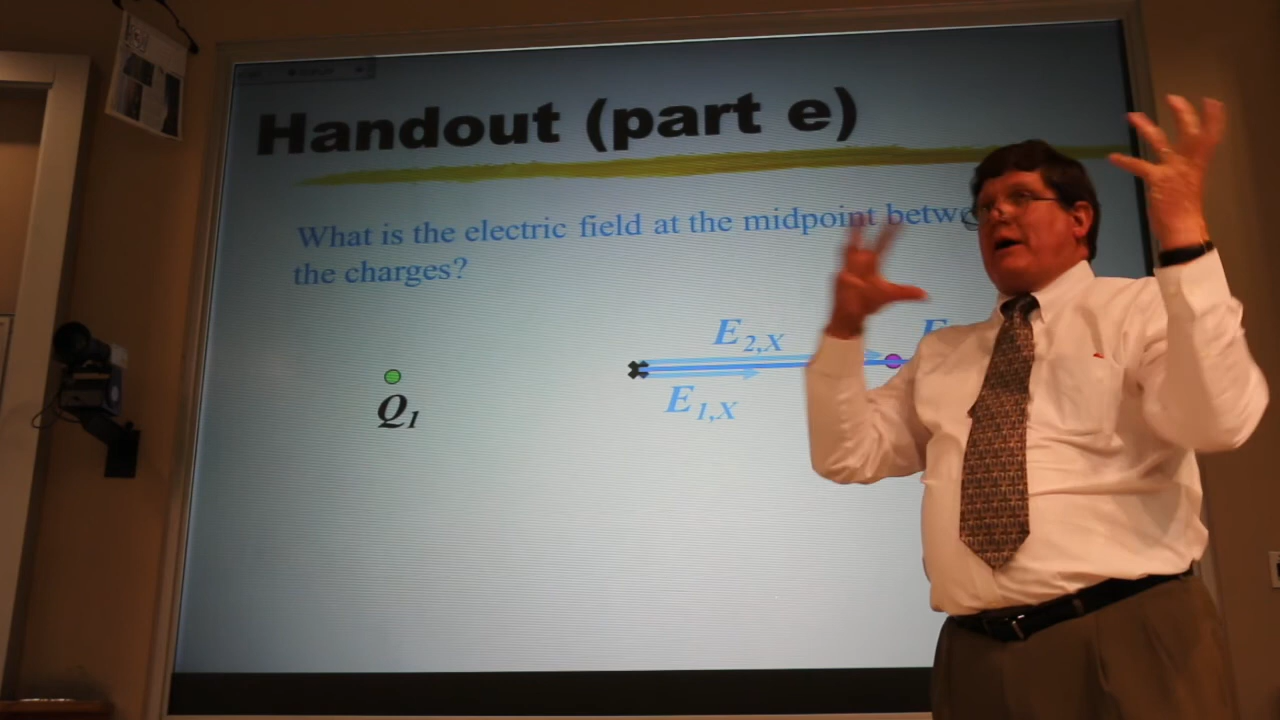 Handout (part e)
What is the electric field at the midpoint betw
the charges?
E2,X
E
E1,X
Q1